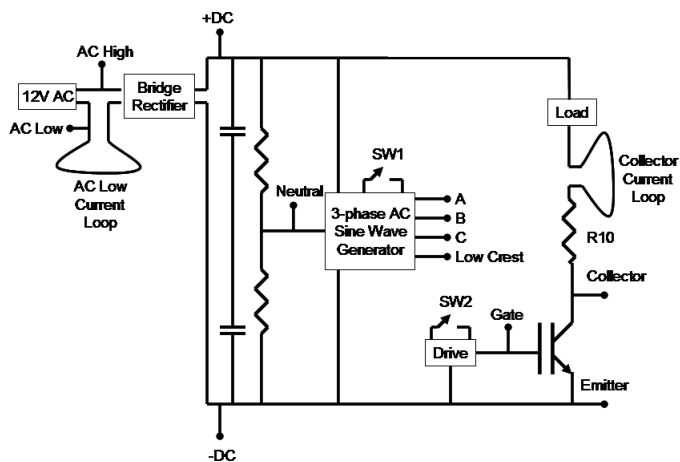 +DC
AC High
12V AC
Bridge
Rectifier
AC Low
AC Low
Current
Loop
Neutral
SW1
3-phase AC
Sine Wave
Generator
A
B
C
Low Crest
Load
Collector
Current
Loop
R10
Collector
SW2
Gate
Drive
Emitter
-DC